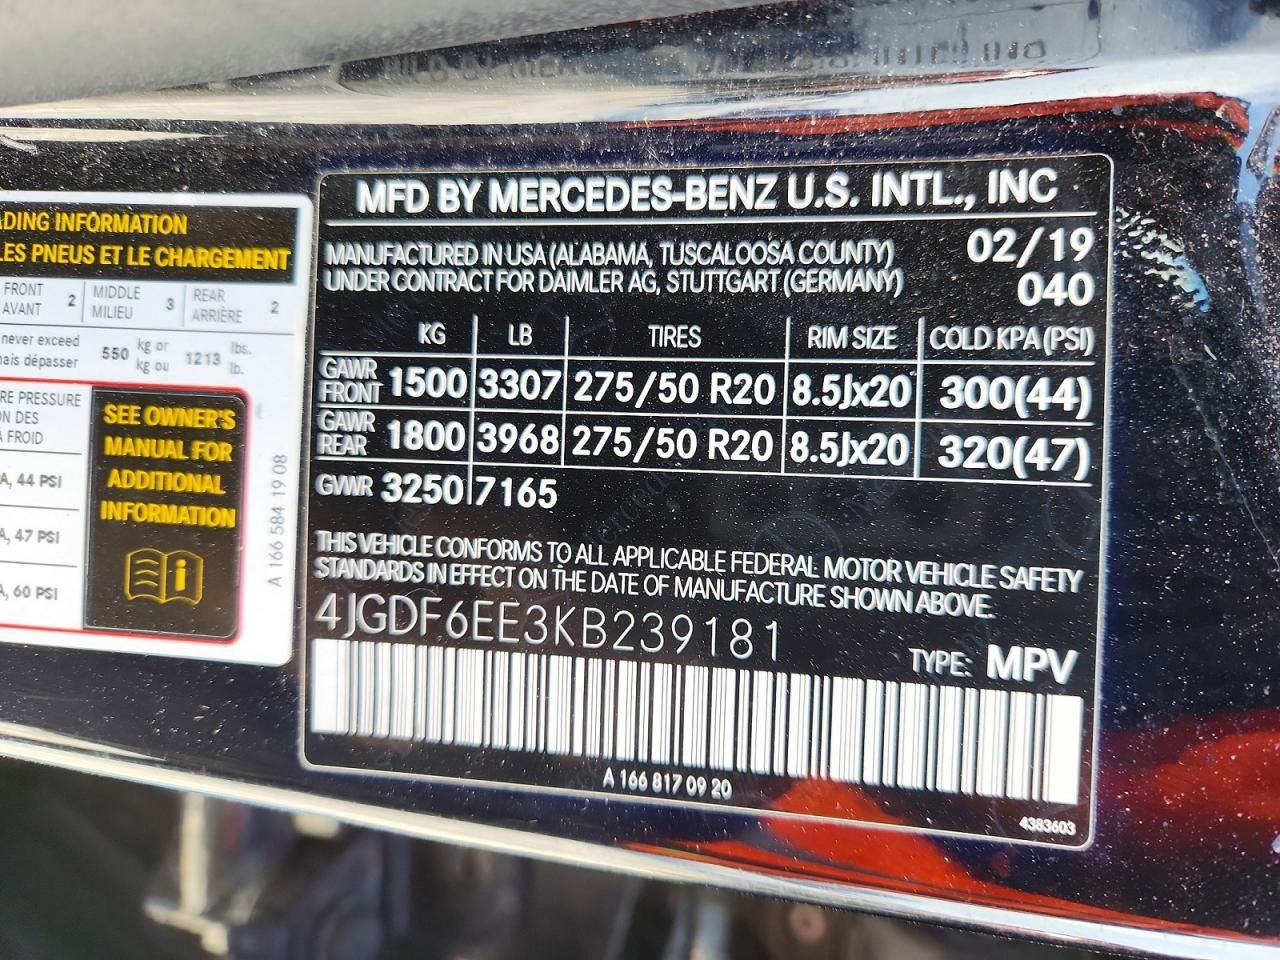 ADING INFORMATION
LES PNEUS ET LE CHARGEMENT
FRONT AVANT 2 MIDDLE MILIEU 3 REAR ARRIÈRE 2
never exceed
mais dépasser 550 kg or kg ou 1213 lbs. lb.
RE PRESSURE
ON DES
À FROID
A, 44 PSI
A, 47 PSI
A, 60 PSI
SEE OWNER'S
MANUAL FOR
ADDITIONAL
INFORMATION
A 166 584 19 08
MFD BY MERCEDES-BENZ U.S. INTL., INC
MANUFACTURED IN USA (ALABAMA, TUSCALOOSA COUNTY) 02/19
UNDER CONTRACT FOR DAIMLER AG, STUTTGART (GERMANY) 040
KG LB TIRES RIM SIZE COLD KPA (PSI)
GAWR FRONT 1500 3307 275/50 R20 8.5Jx20 300(44)
GAWR REAR 1800 3968 275/50 R20 8.5Jx20 320(47)
GVWR 3250 7165
THIS VEHICLE CONFORMS TO ALL APPLICABLE FEDERAL MOTOR VEHICLE SAFETY
STANDARDS IN EFFECT ON THE DATE OF MANUFACTURE SHOWN ABOVE.
4JGDF6EE3KB239181
TYPE: MPV
A 166 817 09 20
4383603